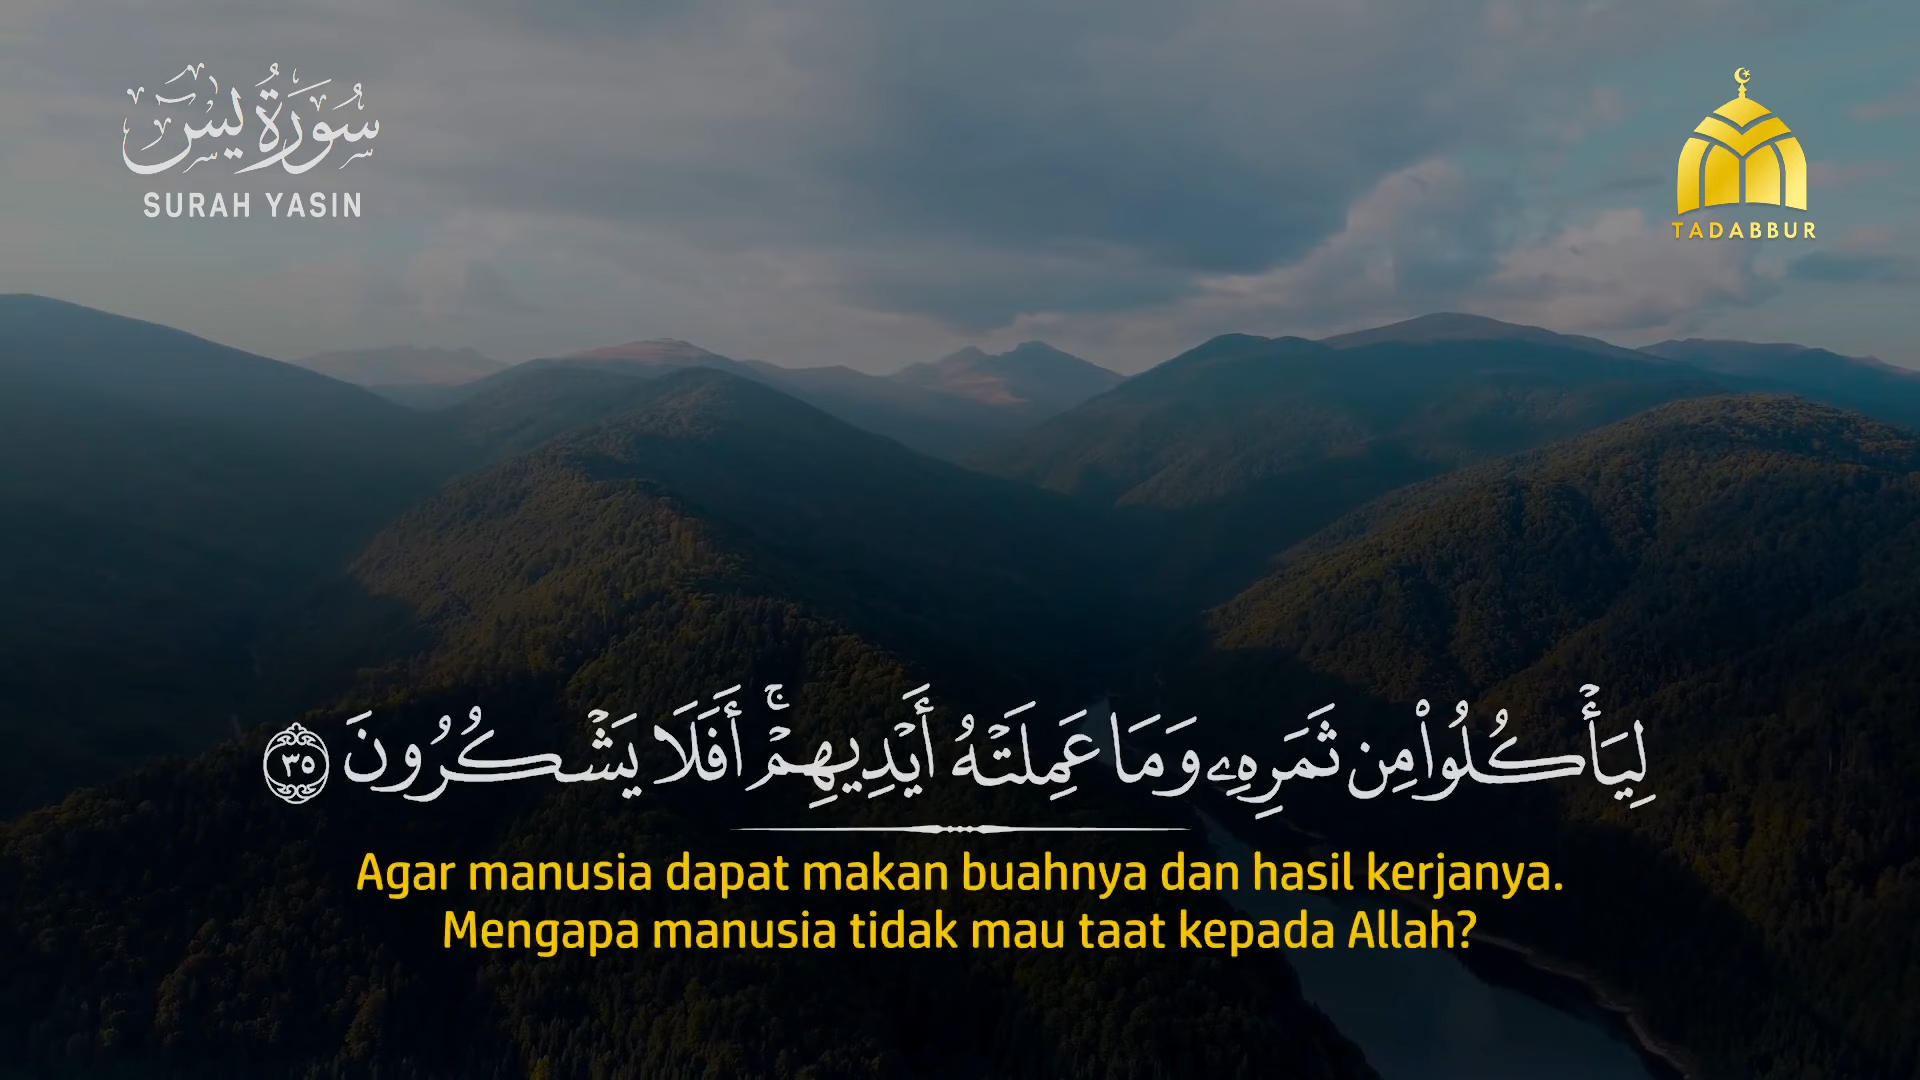 سُورَةُ يسٓ
SURAH YASIN
TADABBUR
لِيَأْكُلُوا۟ مِن ثَمَرِهِۦ وَمَا عَمِلَتْهُ أَيْدِيهِمْ ۚ أَفَلَا يَشْكُرُونَ ٣٥
Agar manusia dapat makan buahnya dan hasil kerjanya.
Mengapa manusia tidak mau taat kepada Allah?